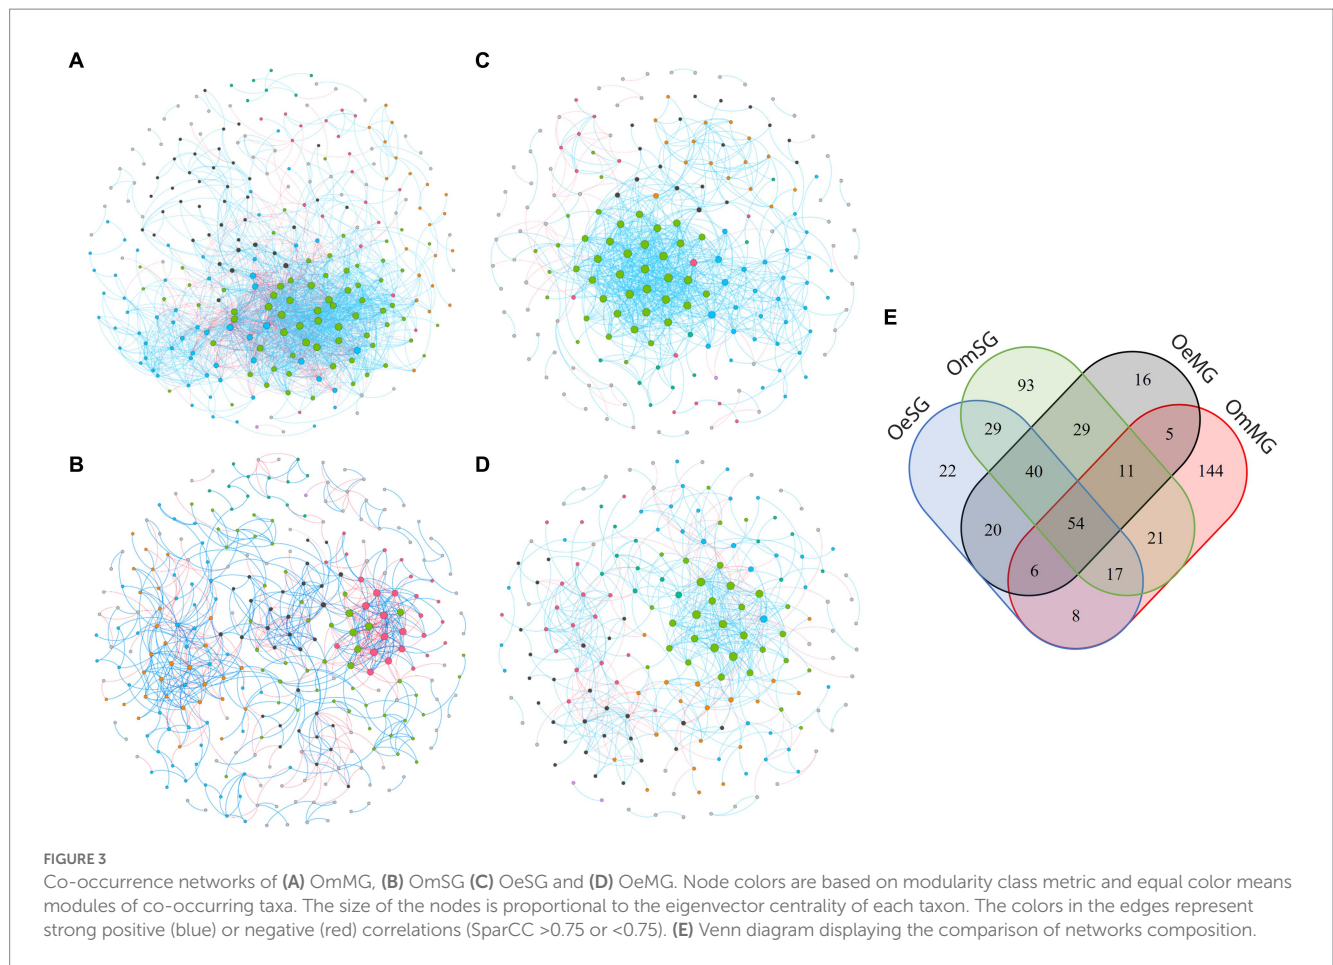 A
C
B
D
E
OeSG
OmSG
OeMG
OmMG
93
16
29
29
5
22
40
11
144
20
54
21
6
17
8
FIGURE 3
Co-occurrence networks of (A) OmMG, (B) OmSG (C) OeSG and (D) OeMG. Node colors are based on modularity class metric and equal color means
modules of co-occurring taxa. The size of the nodes is proportional to the eigenvector centrality of each taxon. The colors in the edges represent
strong positive (blue) or negative (red) correlations (SparCC >0.75 or <0.75). (E) Venn diagram displaying the comparison of networks composition.